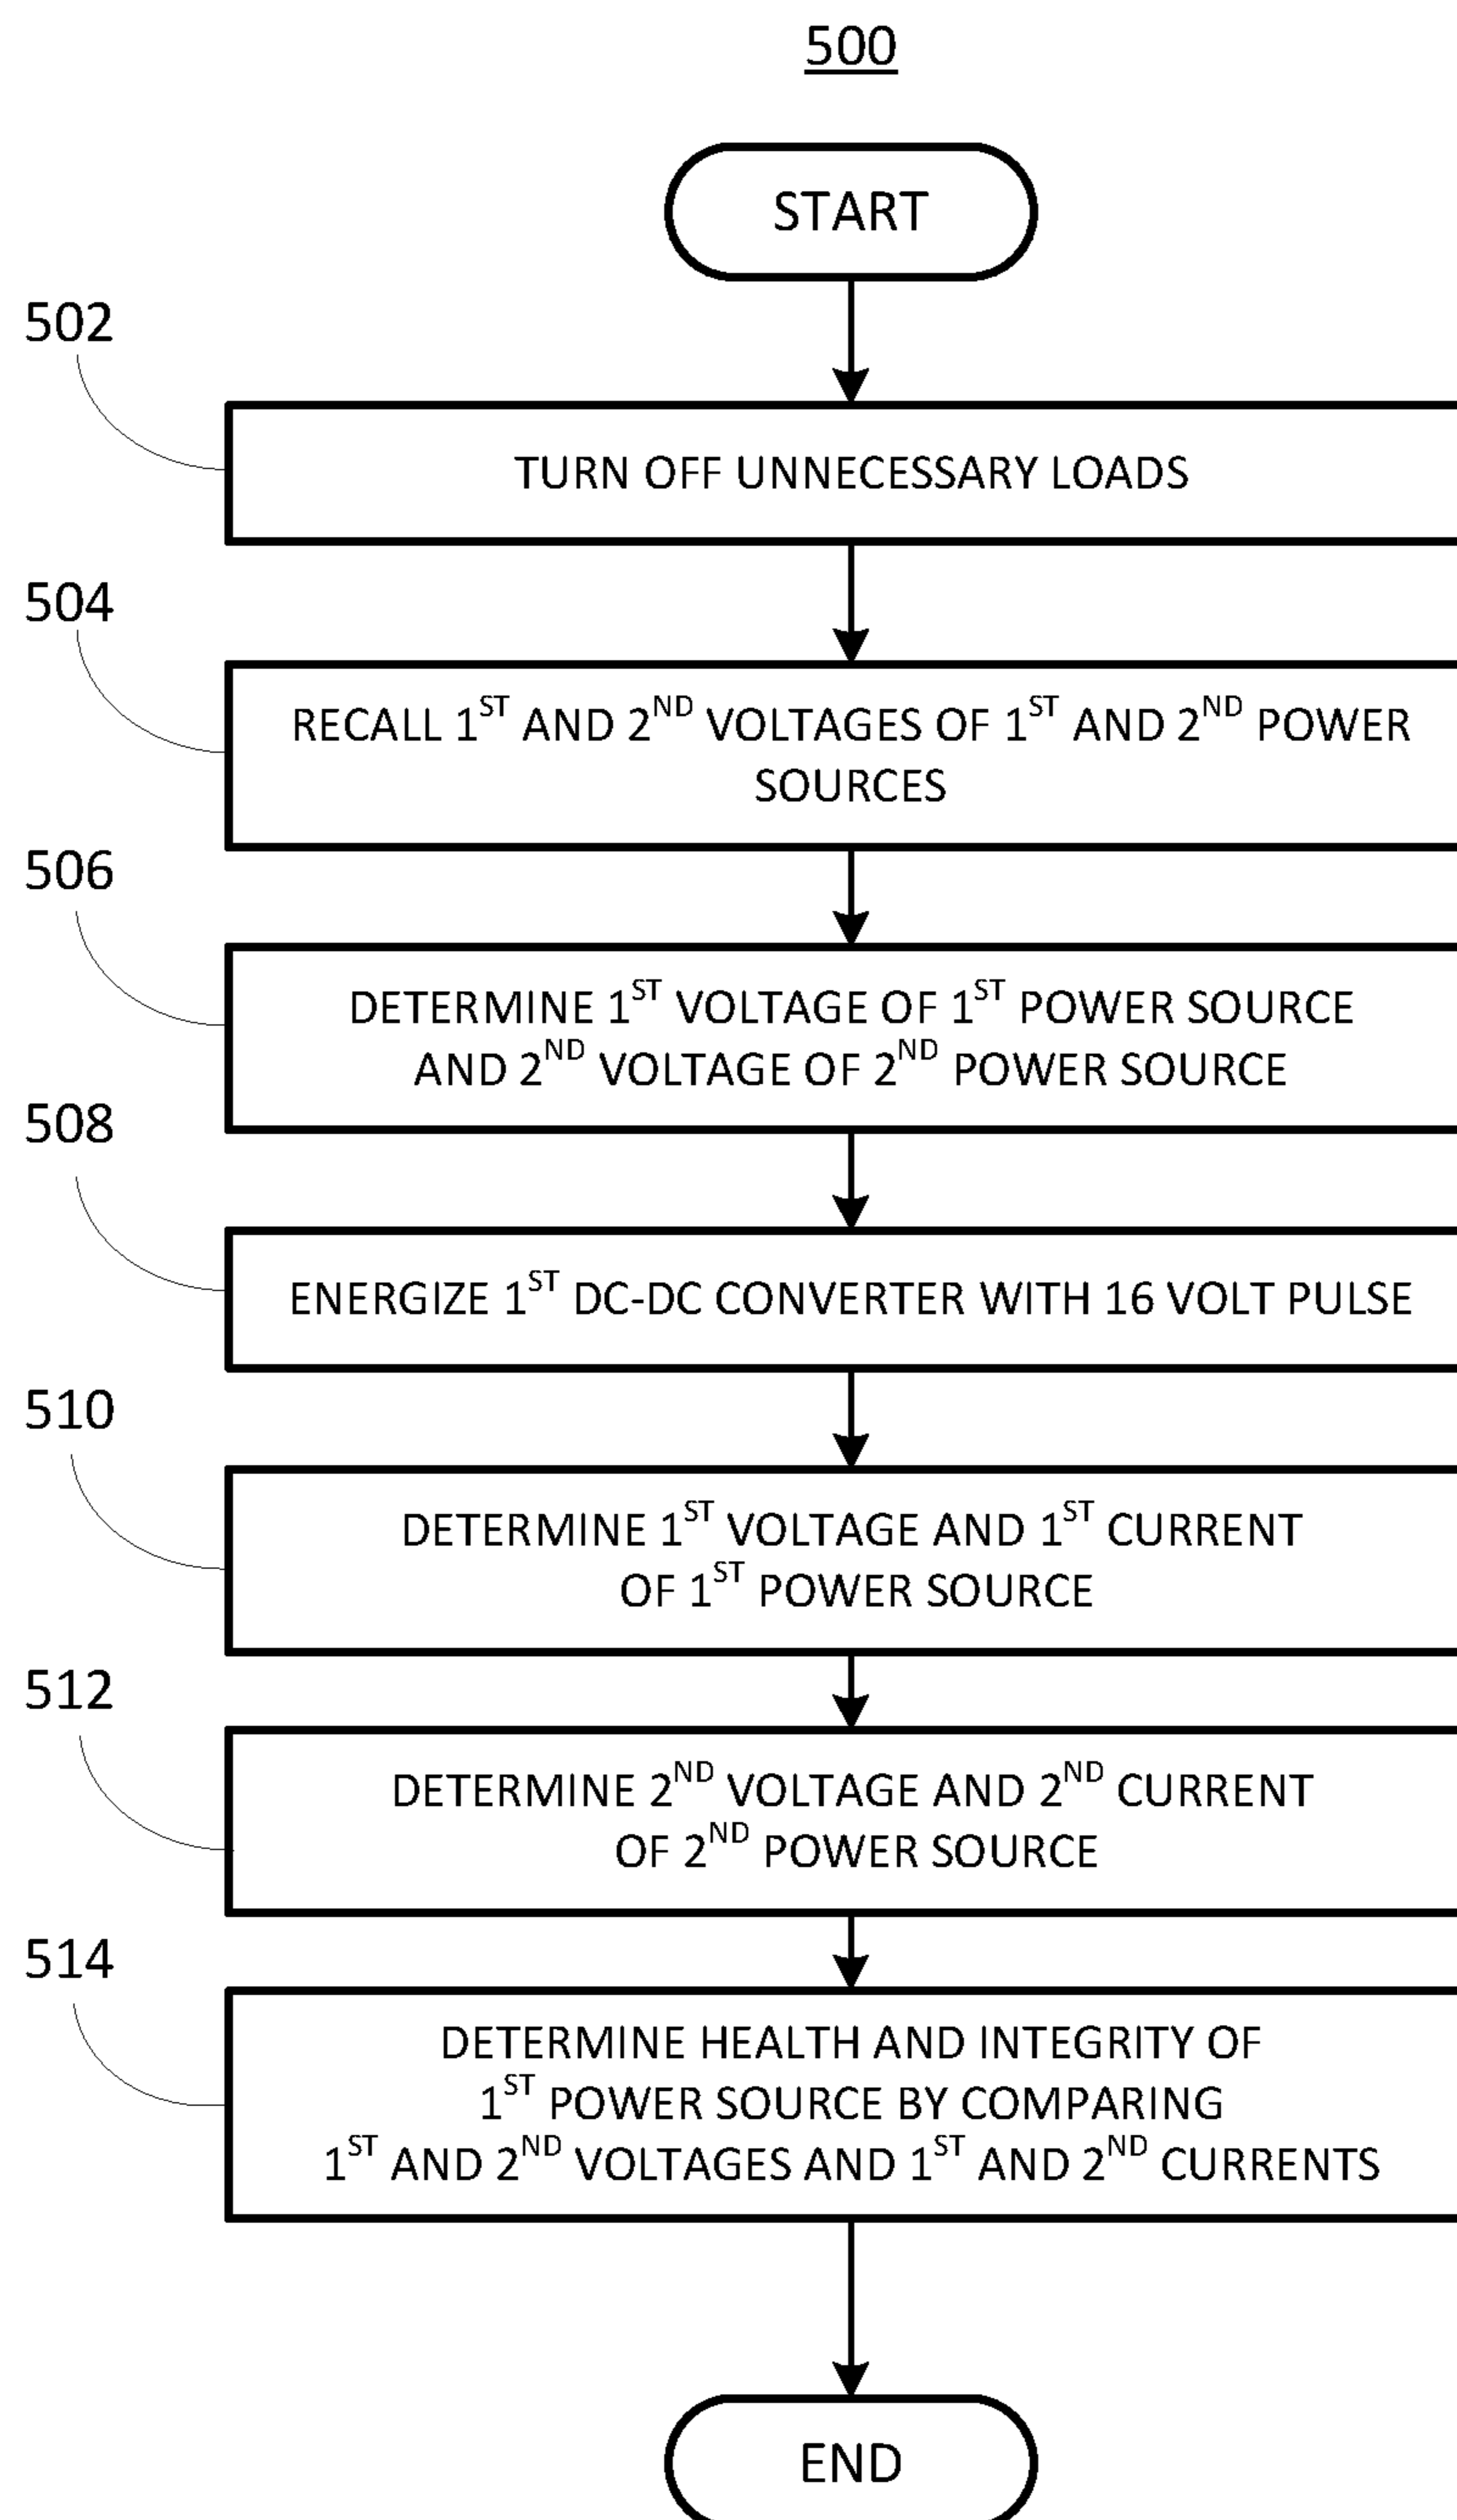 500
START
502
TURN OFF UNNECESSARY LOADS
504
RECALL 1ST AND 2ND VOLTAGES OF 1ST AND 2ND POWER
SOURCES
506
DETERMINE 1ST VOLTAGE OF 1ST POWER SOURCE
AND 2ND VOLTAGE OF 2ND POWER SOURCE
508
ENERGIZE 1ST DC-DC CONVERTER WITH 16 VOLT PULSE
510
DETERMINE 1ST VOLTAGE AND 1ST CURRENT
OF 1ST POWER SOURCE
512
DETERMINE 2ND VOLTAGE AND 2ND CURRENT
OF 2ND POWER SOURCE
514
DETERMINE HEALTH AND INTEGRITY OF
1ST POWER SOURCE BY COMPARING
1ST AND 2ND VOLTAGES AND 1ST AND 2ND CURRENTS
END